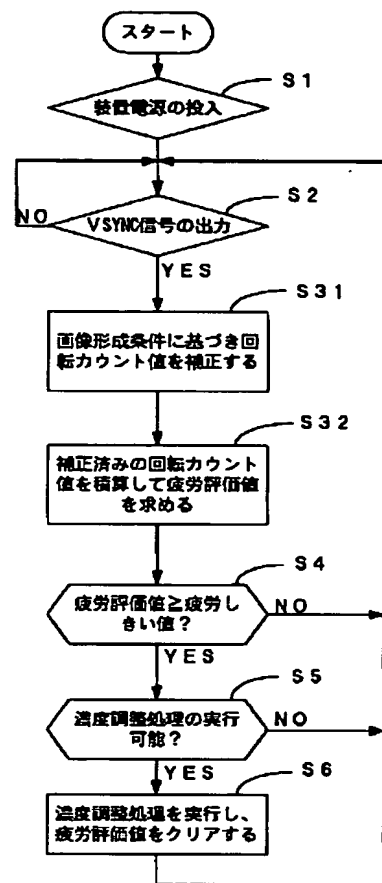 スタート
S1
装置電源の投入
S2
VSYNC信号の出力
NO
YES
S31
画像形成条件に基づき回
転カウント値を補正する
S32
補正済みの回転カウント
値を積算して疲労評価値
を求める
S4
疲労評価値≧疲労し
きい値?
NO
YES
S5
濃度調整処理の実行
可能?
NO
YES
S6
濃度調整処理を実行し、
疲労評価値をクリアする